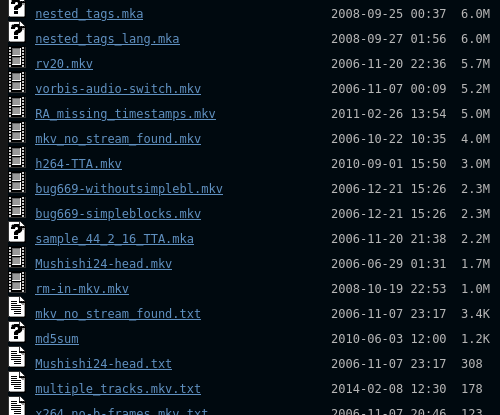 nested_tags.mka 2008-09-25 00:37 6.0M
nested_tags_lang.mka 2008-09-27 01:56 6.0M
rv20.mkv 2006-11-20 22:36 5.7M
vorbis-audio-switch.mkv 2006-11-07 00:09 5.2M
RA_missing_timestamps.mkv 2011-02-26 13:54 5.0M
mkv_no_stream_found.mkv 2006-10-22 10:35 4.0M
h264-TTA.mkv 2010-09-01 15:50 3.0M
bug669-withoutsimplebl.mkv 2006-12-21 15:26 2.3M
bug669-simpleblocks.mkv 2006-12-21 15:26 2.3M
sample_44_2_16_TTA.mka 2006-11-20 21:38 2.2M
Mushishi24-head.mkv 2006-06-29 01:31 1.7M
rm-in-mkv.mkv 2008-10-19 22:53 1.0M
mkv_no_stream_found.txt 2006-11-07 23:17 3.4K
md5sum 2010-06-03 12:00 1.2K
Mushishi24-head.txt 2006-11-07 23:17 308
multiple_tracks.mkv.txt 2014-02-08 12:30 178
x264_no-b-frames.mkv.txt 2006-11-07 20:46 123